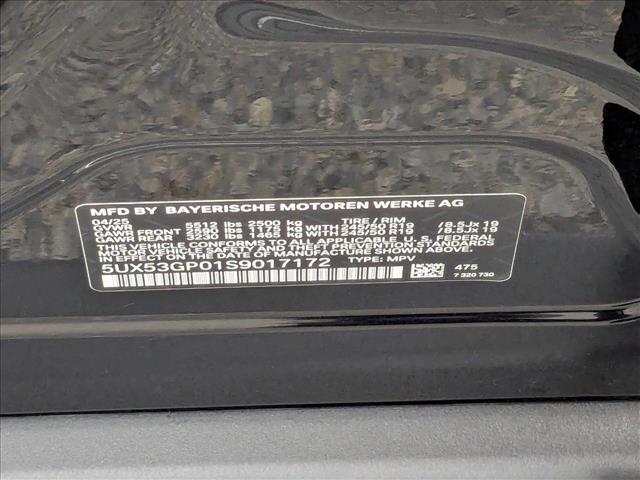 MFD BY BAYERISCHE MOTOREN WERKE AG
04/25
GVWR 5512 lbs 2500 kg TIRE / RIM
GAWR FRONT 2590 lbs 1175 kg WITH 245/50 R19 /8.5Jx19
GAWR REAR 3230 lbs 1465 kg WITH 245/50 R19 /8.5Jx19
THIS VEHICLE CONFORMS TO ALL APPLICABLE U.S. FEDERAL
MOTOR VEHICLE SAFETY AND THEFT PREVENTION STANDARDS IN
EFFECT ON THE DATE OF MANUFACTURE SHOWN ABOVE.
5UX53GP01S9017172 TYPE: MPV
475
7 320 730